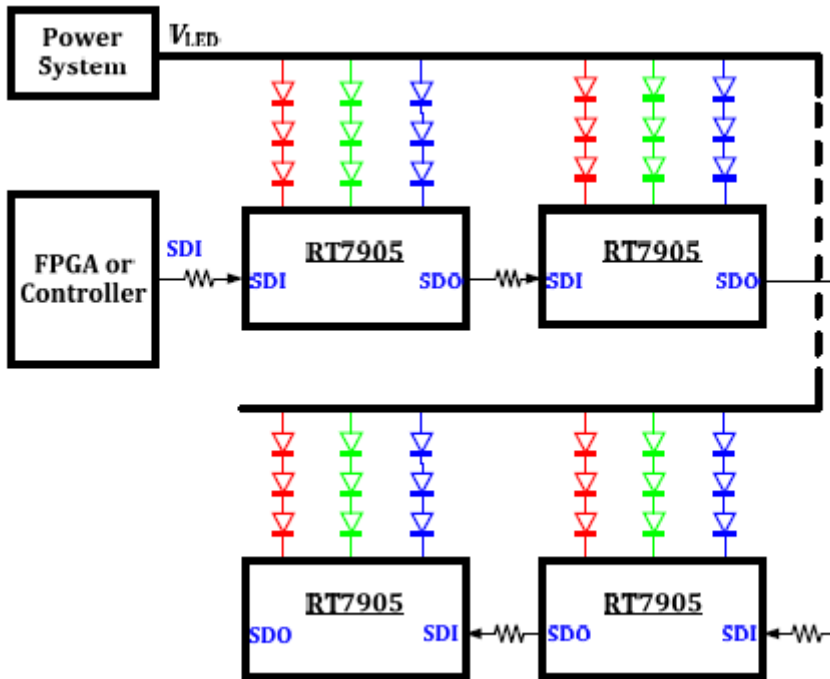 Power
System
VLED
FPGA or
Controller
SDI
RT7905
SDI
SDO
RT7905
SDI
SDO
RT7905
SDO
SDI
RT7905
SDO
SDI